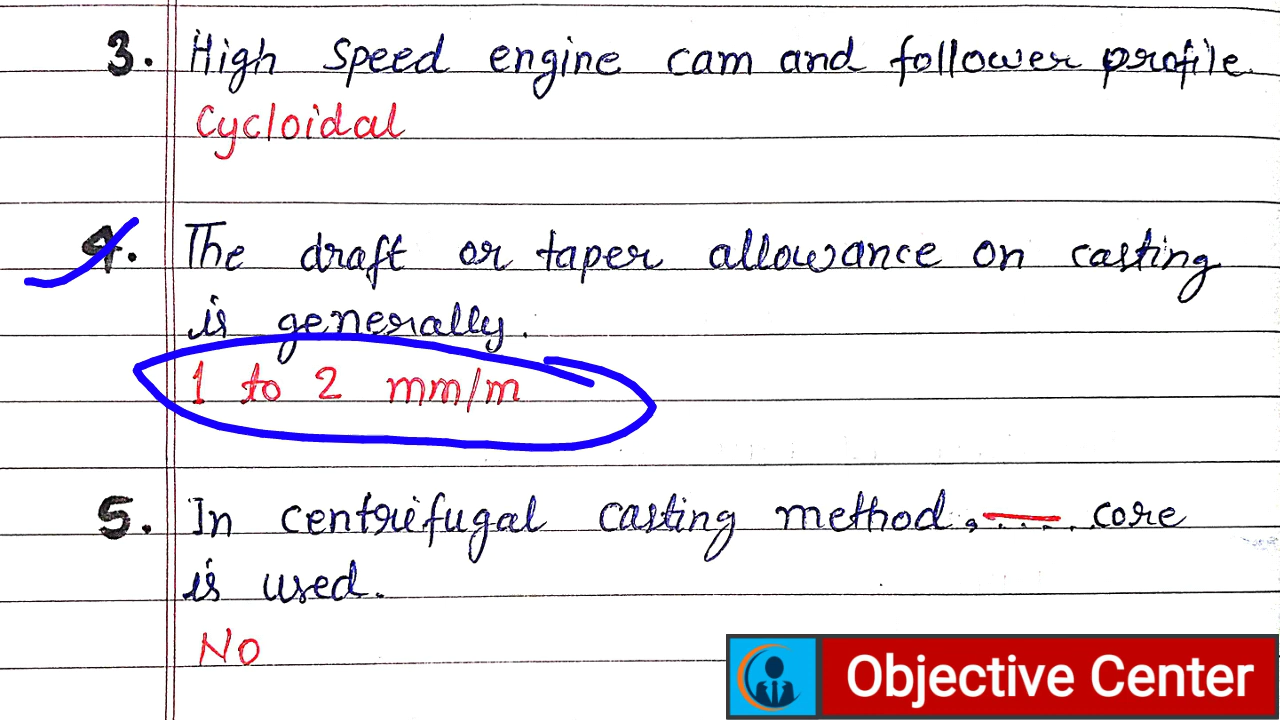 3. High speed engine cam and follower profile.
Cycloidal
4. The draft or taper allowance on casting
is generally.
1 to 2 mm/m
5. In centrifugal casting method, .... core
is used.
No
Objective Center